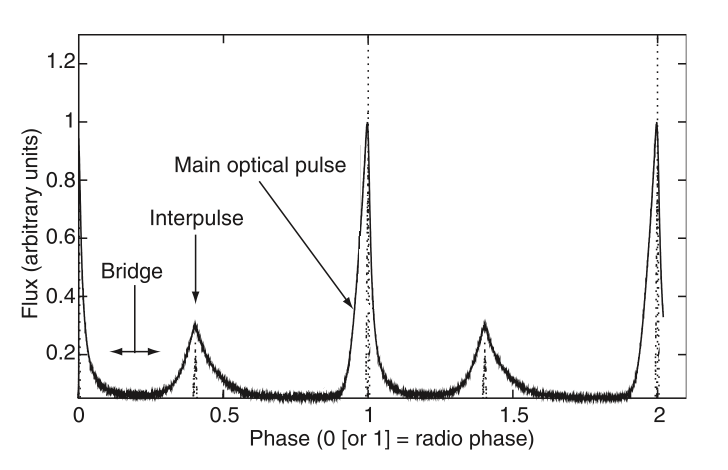 1.2
1
Main optical pulse
0.8
Interpulse
0.6
Bridge
0.4
0.2
Flux (arbitrary units)
0 0.5 1 1.5 2
Phase (0 [or 1] = radio phase)